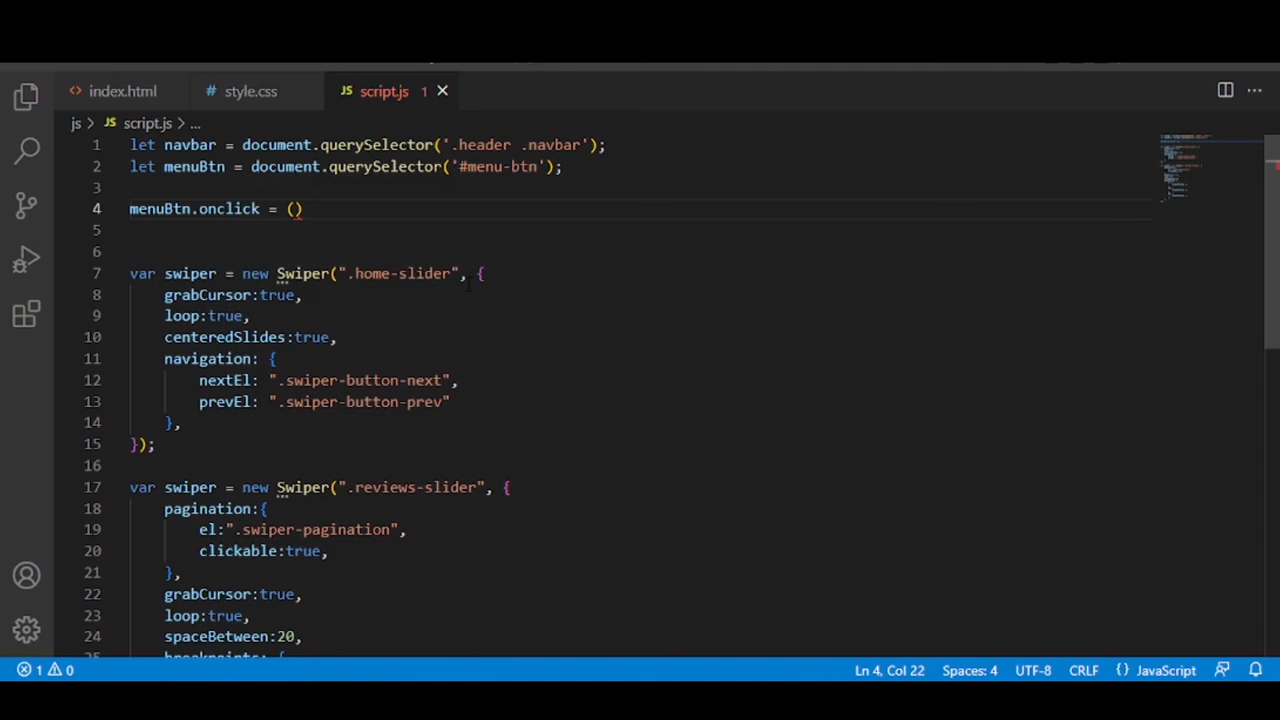 index.html
style.css
JS script.js 1
js > JS script.js > ...
1 let navbar = document.querySelector('.header .navbar');
2 let menuBtn = document.querySelector('#menu-btn');
3
4 menuBtn.onclick = ()
5
6
7 var swiper = new Swiper(".home-slider", {
8 grabCursor:true,
9 loop:true,
10 centeredSlides:true,
11 navigation: {
12 nextEl: ".swiper-button-next",
13 prevEl: ".swiper-button-prev"
14 },
15 });
16
17 var swiper = new Swiper(".reviews-slider", {
18 pagination:{
19 el:".swiper-pagination",
20 clickable:true,
21 },
22 grabCursor:true,
23 loop:true,
24 spaceBetween:20,
25 breakpoints: {
1 0 Ln 4, Col 22 Spaces: 4 UTF-8 CRLF {} JavaScript